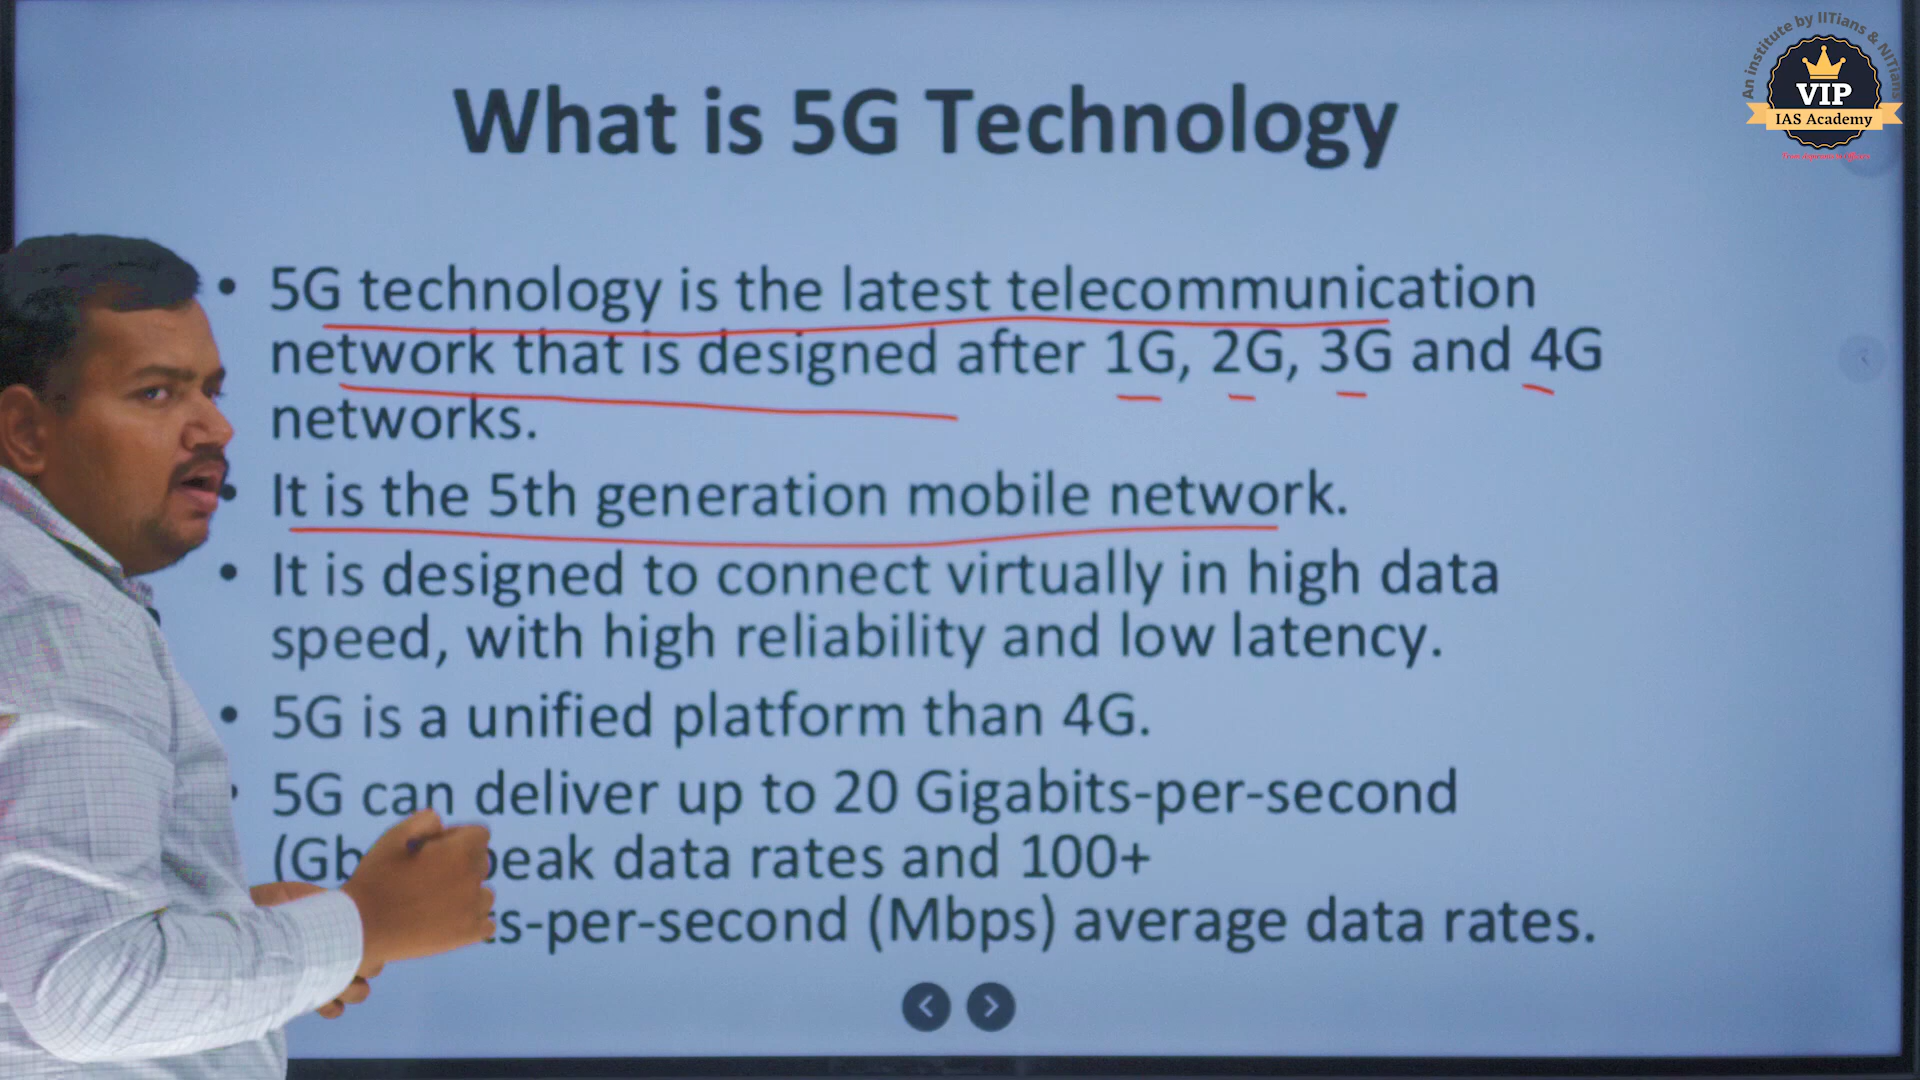 An institute by IITians & NITians
VIP
IAS Academy
What is 5G Technology
• 5G technology is the latest telecommunication
network that is designed after 1G, 2G, 3G and 4G
networks.
• It is the 5th generation mobile network.
• It is designed to connect virtually in high data
speed, with high reliability and low latency.
• 5G is a unified platform than 4G.
• 5G can deliver up to 20 Gigabits-per-second
data rates and 100+
-per-second (Mbps) average data rates.